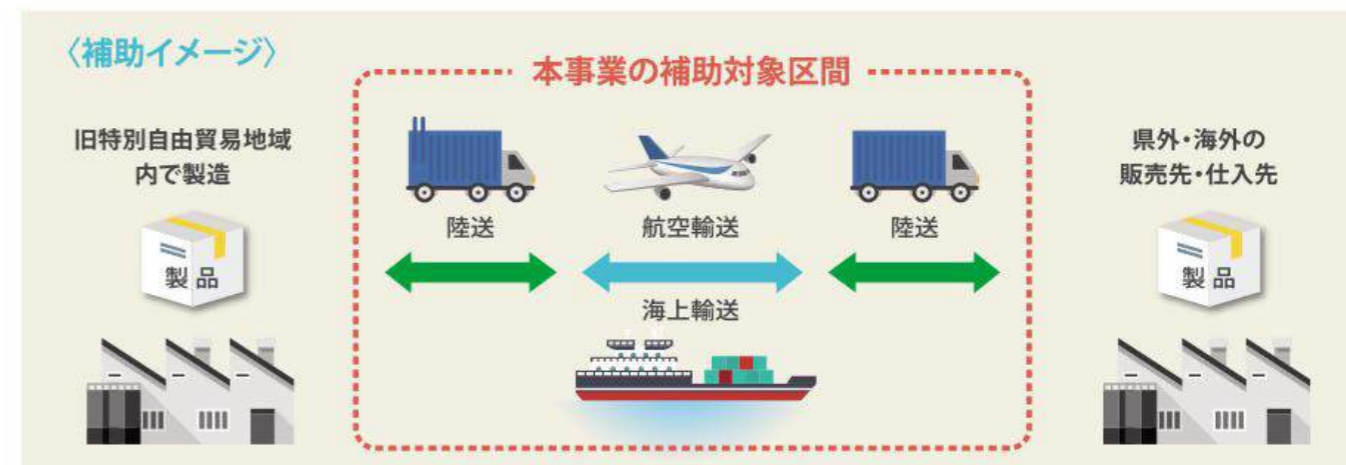 〈補助イメージ〉
本事業の補助対象区間
旧特別自由貿易地域
内で製造
製品
陸送
航空輸送
陸送
海上輸送
県外・海外の
販売先・仕入先
製品